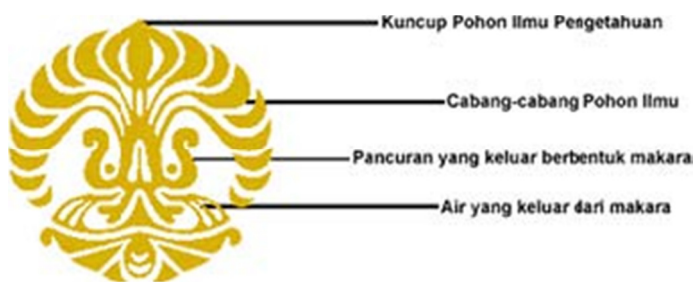 Kuncup Pohon Ilmu Pengetahuan
Cabang-cabang Pohon Ilmu
Pancuran yang keluar berbentuk makara
Air yang keluar dari makara